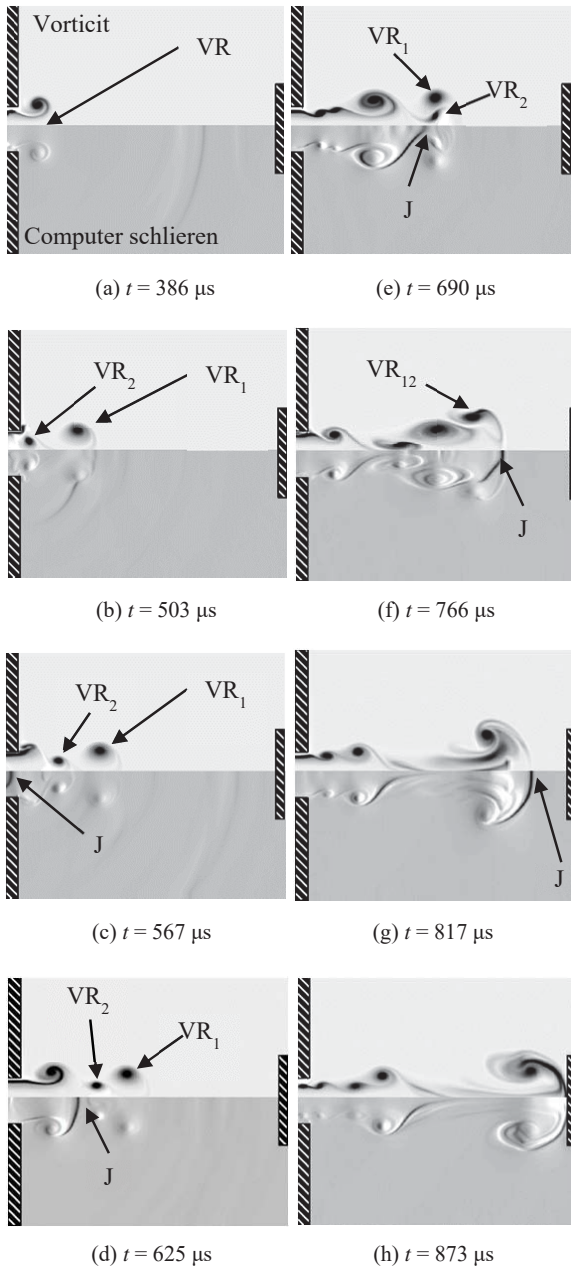 Vorticit
VR
Computer schlieren
(a) t = 386 μs
VR2
VR1
(b) t = 503 μs
VR2
VR1
J
(c) t = 567 μs
VR2
VR1
J
(d) t = 625 μs
VR1
VR2
J
(e) t = 690 μs
VR12
J
(f) t = 766 μs
J
(g) t = 817 μs
(h) t = 873 μs